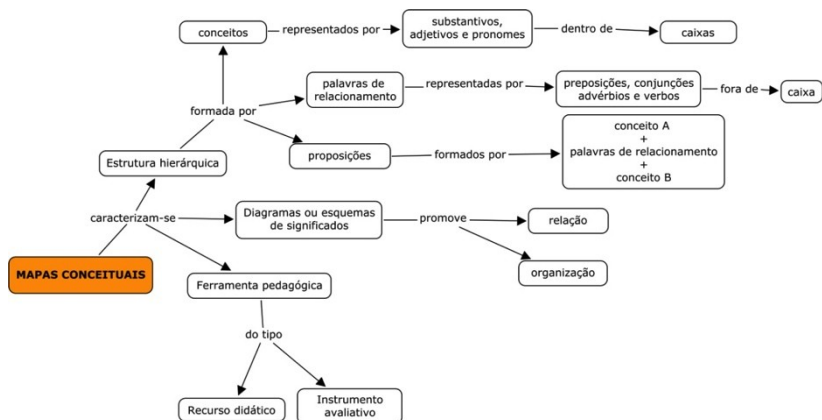 conceitos
representados por
substantivos,
adjetivos e pronomes
dentro de
caixas
palavras de
relacionamento
representadas por
preposições, conjunções
advérbios e verbos
fora de
caixa
formada por
proposições
formados por
conceito A
+
palavras de relacionamento
+
conceito B
Estrutura hierárquica
caracterizam-se
Diagramas ou esquemas
de significados
promove
relação
organização
MAPAS CONCEITUAIS
Ferramenta pedagógica
do tipo
Recurso didático
Instrumento
avaliativo